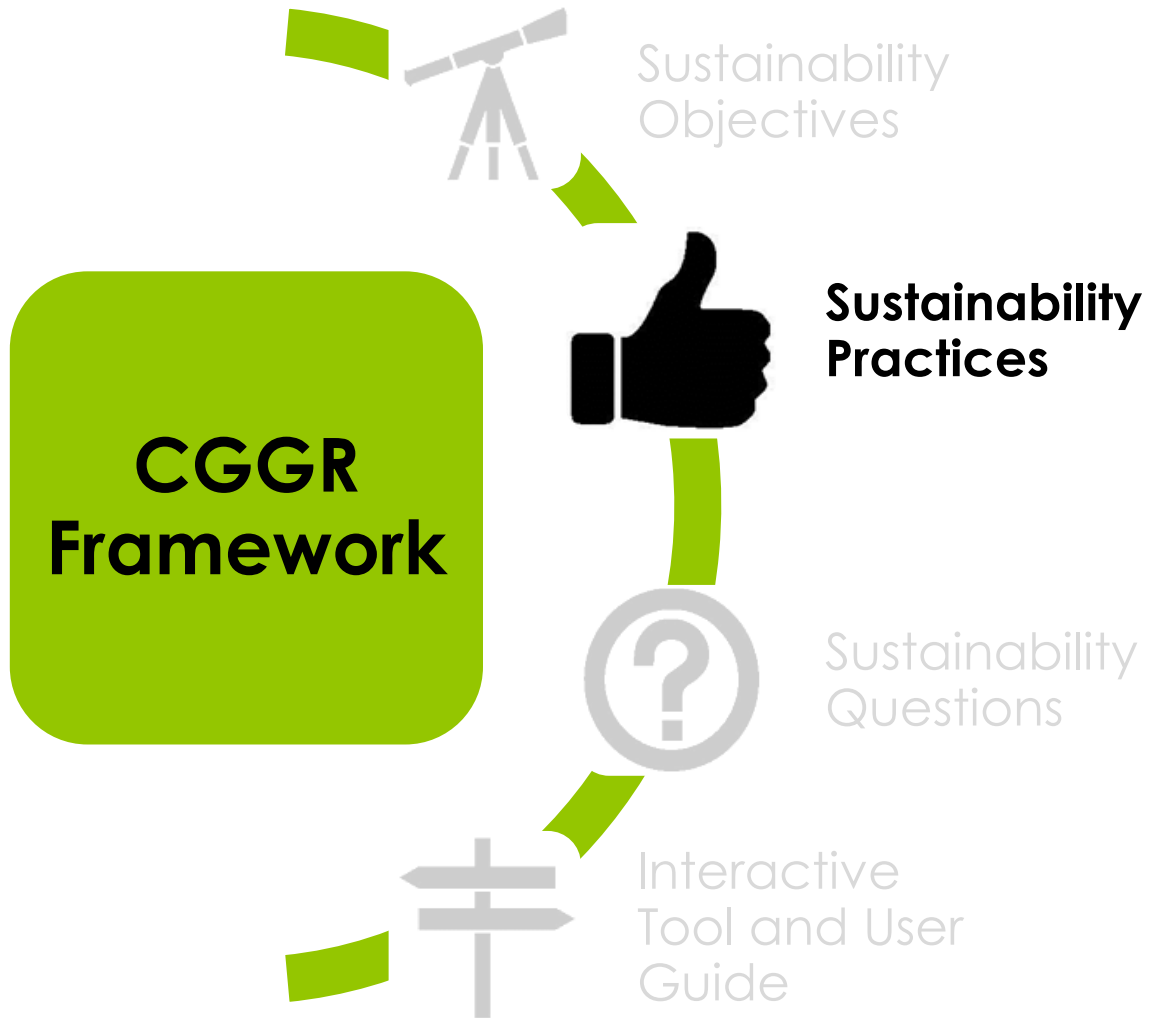 Sustainability
Objectives
Sustainability
Practices
CGGR
Framework
Sustainability
Questions
Interactive
Tool and User
Guide